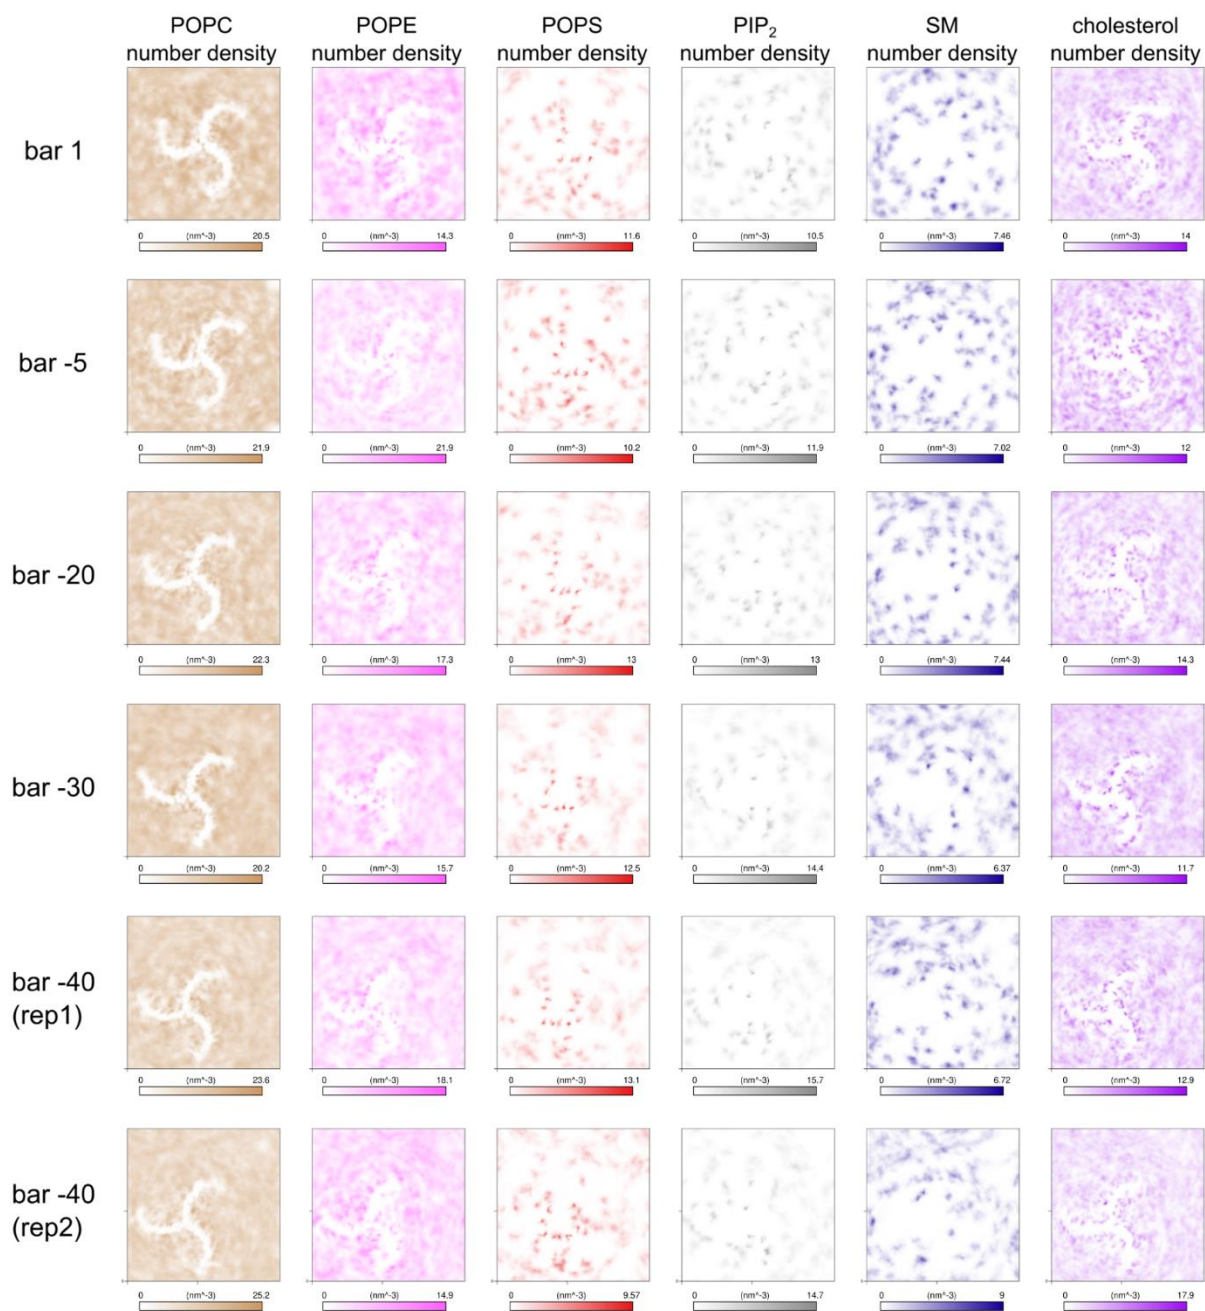 POPC POPE POPS PIP₂ SM cholesterol
number density number density number density number density number density number density
bar 1
0 (nm^-3) 20.5 0 (nm^-3) 14.3 0 (nm^-3) 11.6 0 (nm^-3) 10.5 0 (nm^-3) 7.46 0 (nm^-3) 14
bar -5
0 (nm^-3) 21.9 0 (nm^-3) 21.9 0 (nm^-3) 10.2 0 (nm^-3) 11.9 0 (nm^-3) 7.02 0 (nm^-3) 12
bar -20
0 (nm^-3) 22.3 0 (nm^-3) 17.3 0 (nm^-3) 13 0 (nm^-3) 13 0 (nm^-3) 7.44 0 (nm^-3) 14.3
bar -30
0 (nm^-3) 20.2 0 (nm^-3) 15.7 0 (nm^-3) 12.5 0 (nm^-3) 14.4 0 (nm^-3) 6.37 0 (nm^-3) 11.7
bar -40
(rep1)
0 (nm^-3) 23.6 0 (nm^-3) 18.1 0 (nm^-3) 13.1 0 (nm^-3) 15.7 0 (nm^-3) 6.72 0 (nm^-3) 12.9
bar -40
(rep2)
0 (nm^-3) 25.2 0 (nm^-3) 14.9 0 (nm^-3) 9.57 0 (nm^-3) 14.7 0 (nm^-3) 9 0 (nm^-3) 17.9